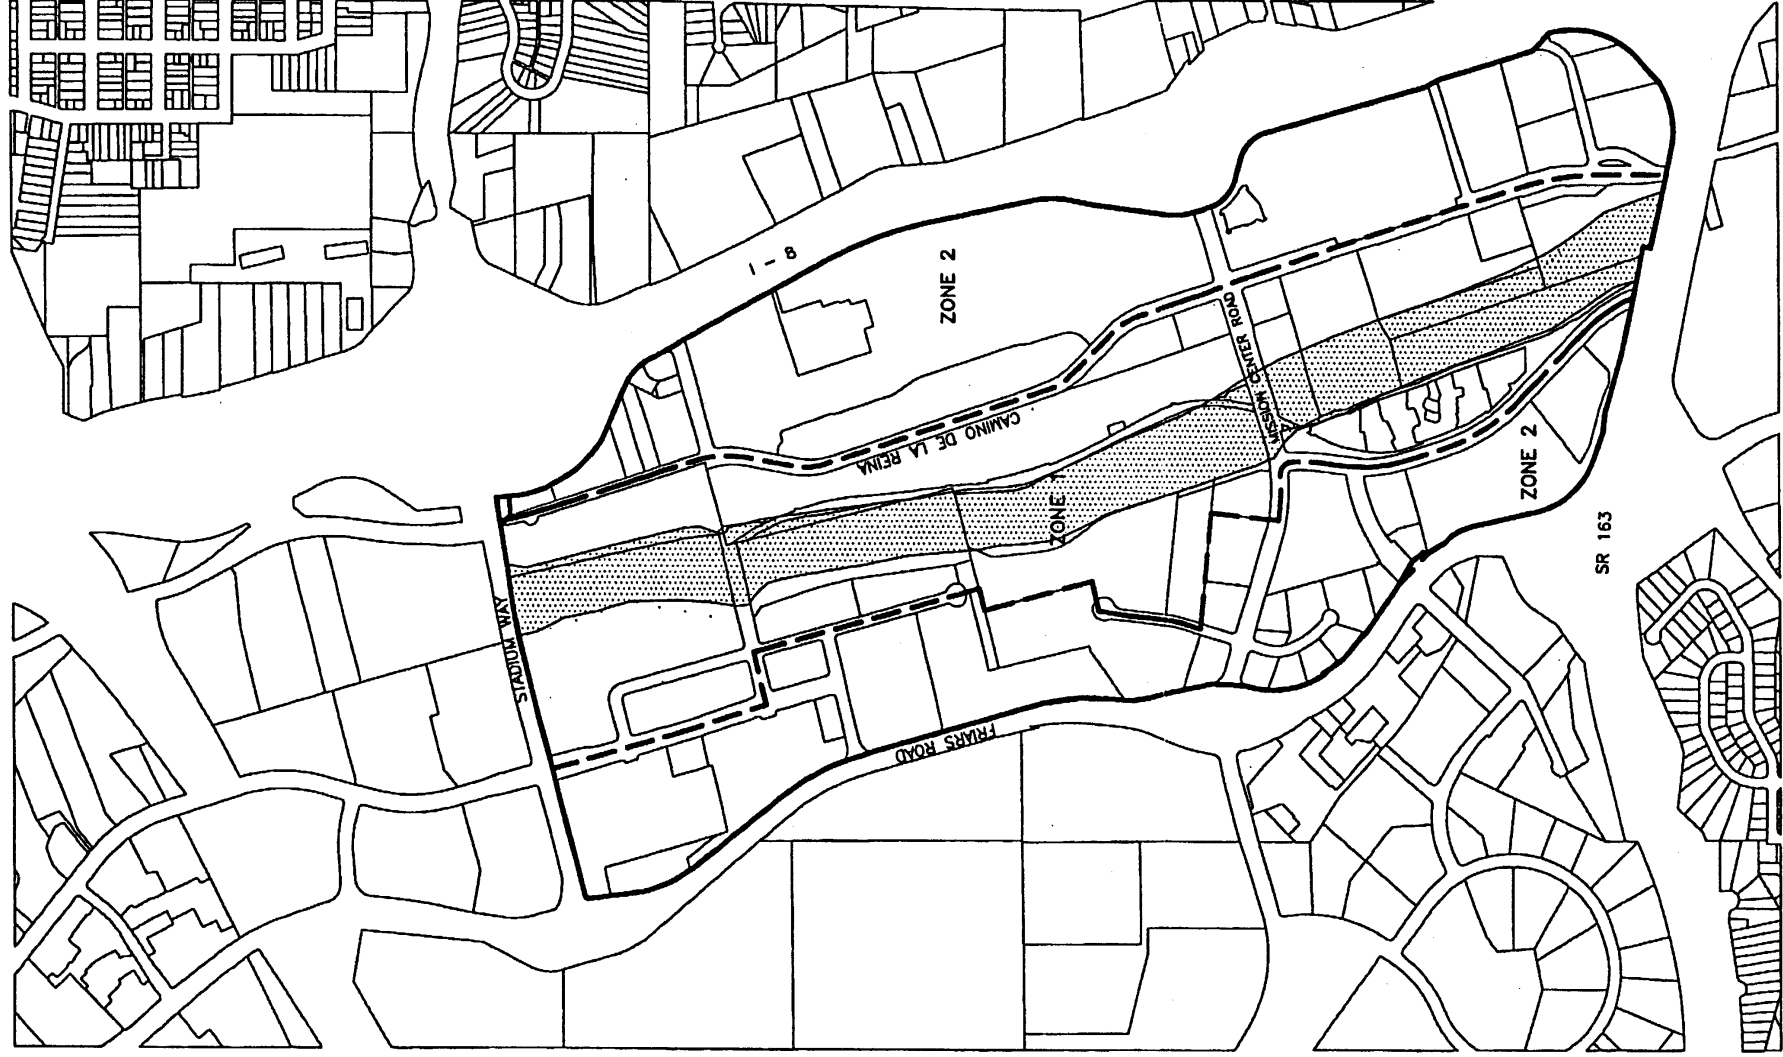 I - 8
ZONE 2
CAMINO DE LA REINA
MISSION CENTER ROAD
ZONE 1
ZONE 2
STADIUM WAY
FRIARS ROAD
SR 163